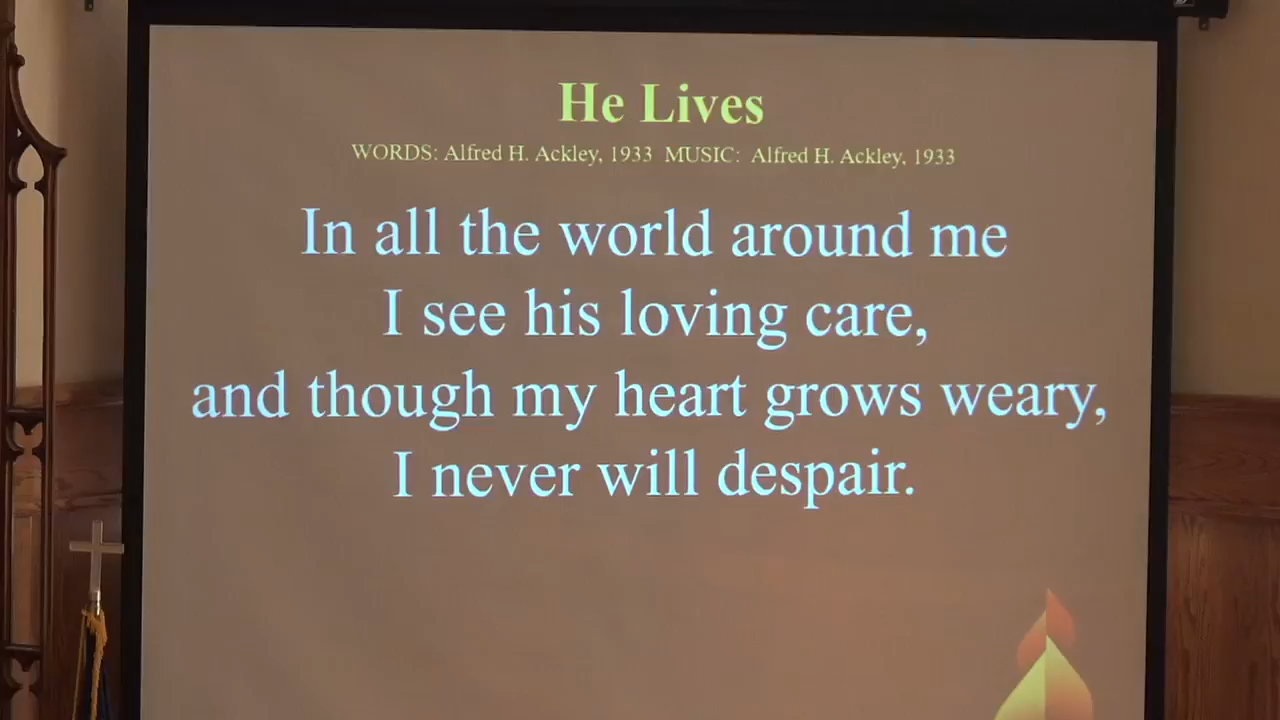 He Lives
WORDS: Alfred H. Ackley, 1933 MUSIC: Alfred H. Ackley, 1933
In all the world around me
I see his loving care,
and though my heart grows weary,
I never will despair.